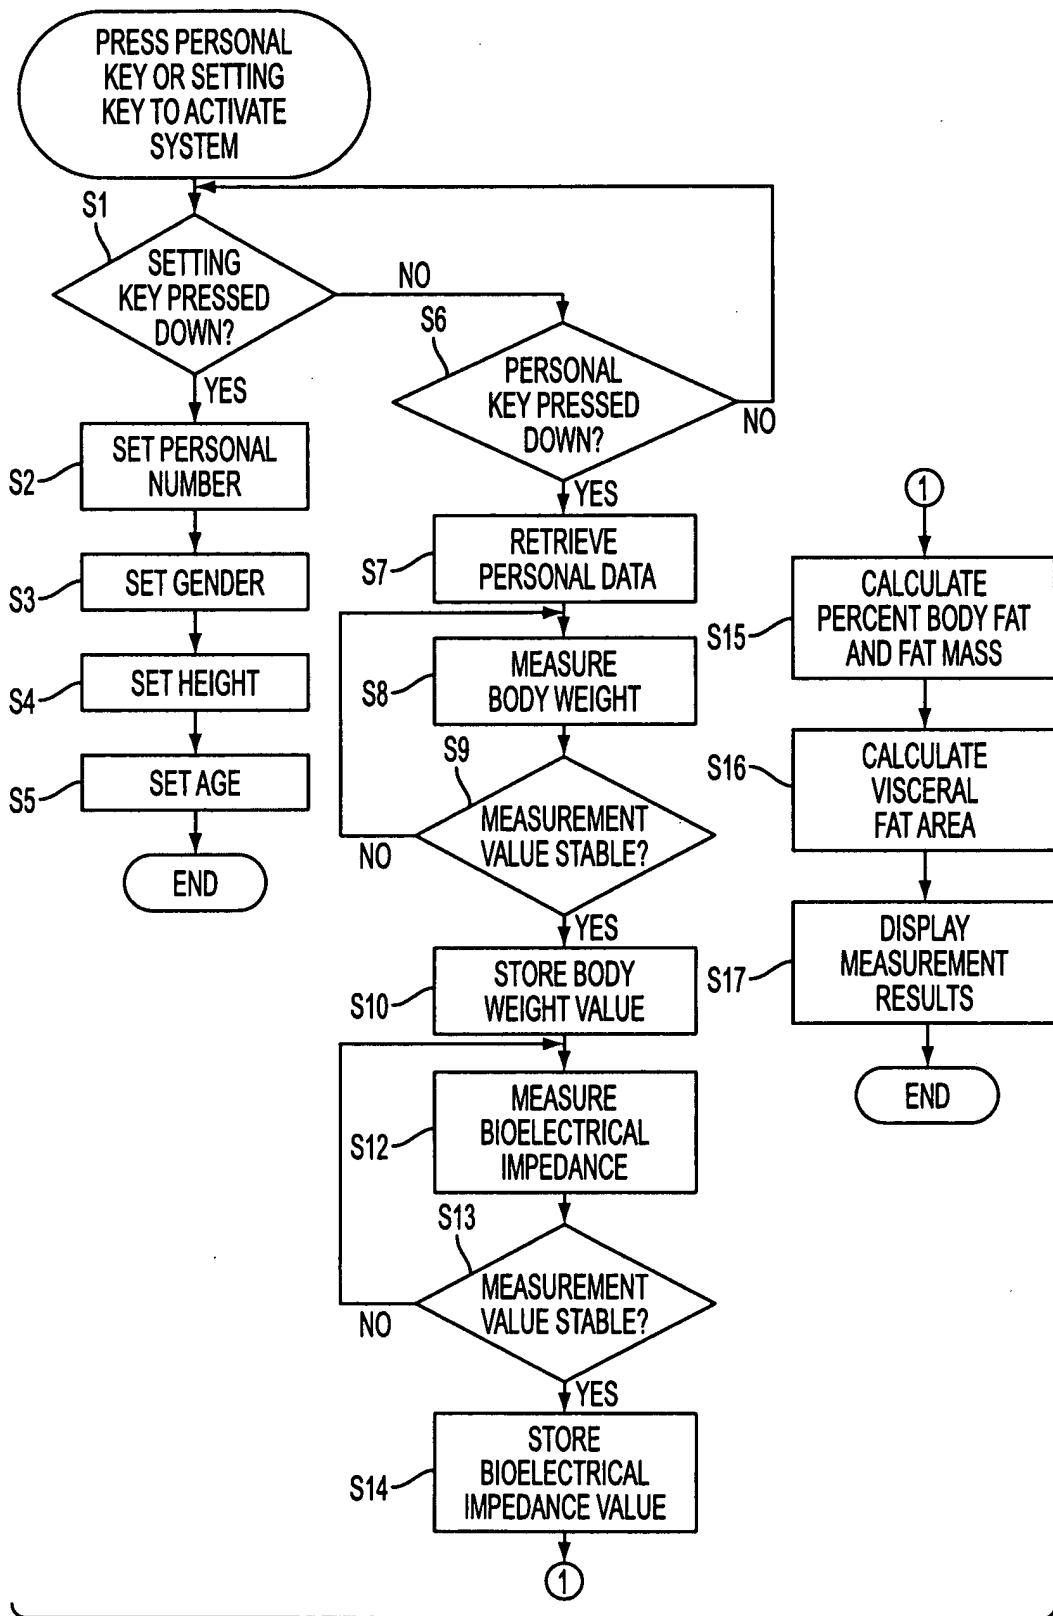 PRESS PERSONAL
KEY OR SETTING
KEY TO ACTIVATE
SYSTEM
S1
SETTING
KEY PRESSED
DOWN?
NO
YES
S2
SET PERSONAL
NUMBER
S3
SET GENDER
S4
SET HEIGHT
S5
SET AGE
END
S6
PERSONAL
KEY PRESSED
DOWN?
NO
YES
S7
RETRIEVE
PERSONAL DATA
S8
MEASURE
BODY WEIGHT
S9
MEASUREMENT
VALUE STABLE?
NO
YES
S10
STORE BODY
WEIGHT VALUE
S12
MEASURE
BIOELECTRICAL
IMPEDANCE
S13
MEASUREMENT
VALUE STABLE?
NO
YES
S14
STORE
BIOELECTRICAL
IMPEDANCE VALUE
1
1
S15
CALCULATE
PERCENT BODY FAT
AND FAT MASS
S16
CALCULATE
VISCERAL
FAT AREA
S17
DISPLAY
MEASUREMENT
RESULTS
END